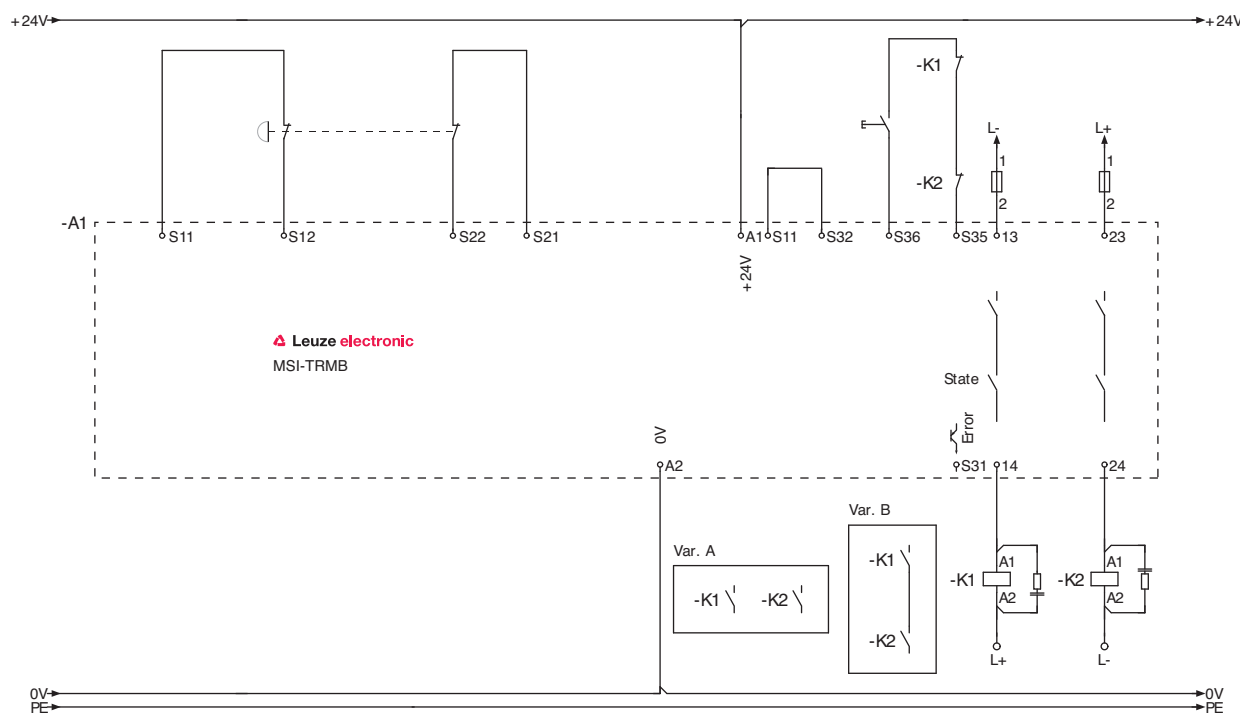 +24V +24V
-K1
L- L+
1 1
-K2
2 2
-A1
S11 S12 S22 S21 A1 S11 S32 S36 S35 13 23
+24V
Leuze electronic
MSI-TRMB
State
Error
0V
A2 S31 14 24
Var. B
Var. A
-K1
A1 A1
-K1 -K2
-K1 -K2
A2 A2
-K2
L+ L-
0V 0V
PE PE